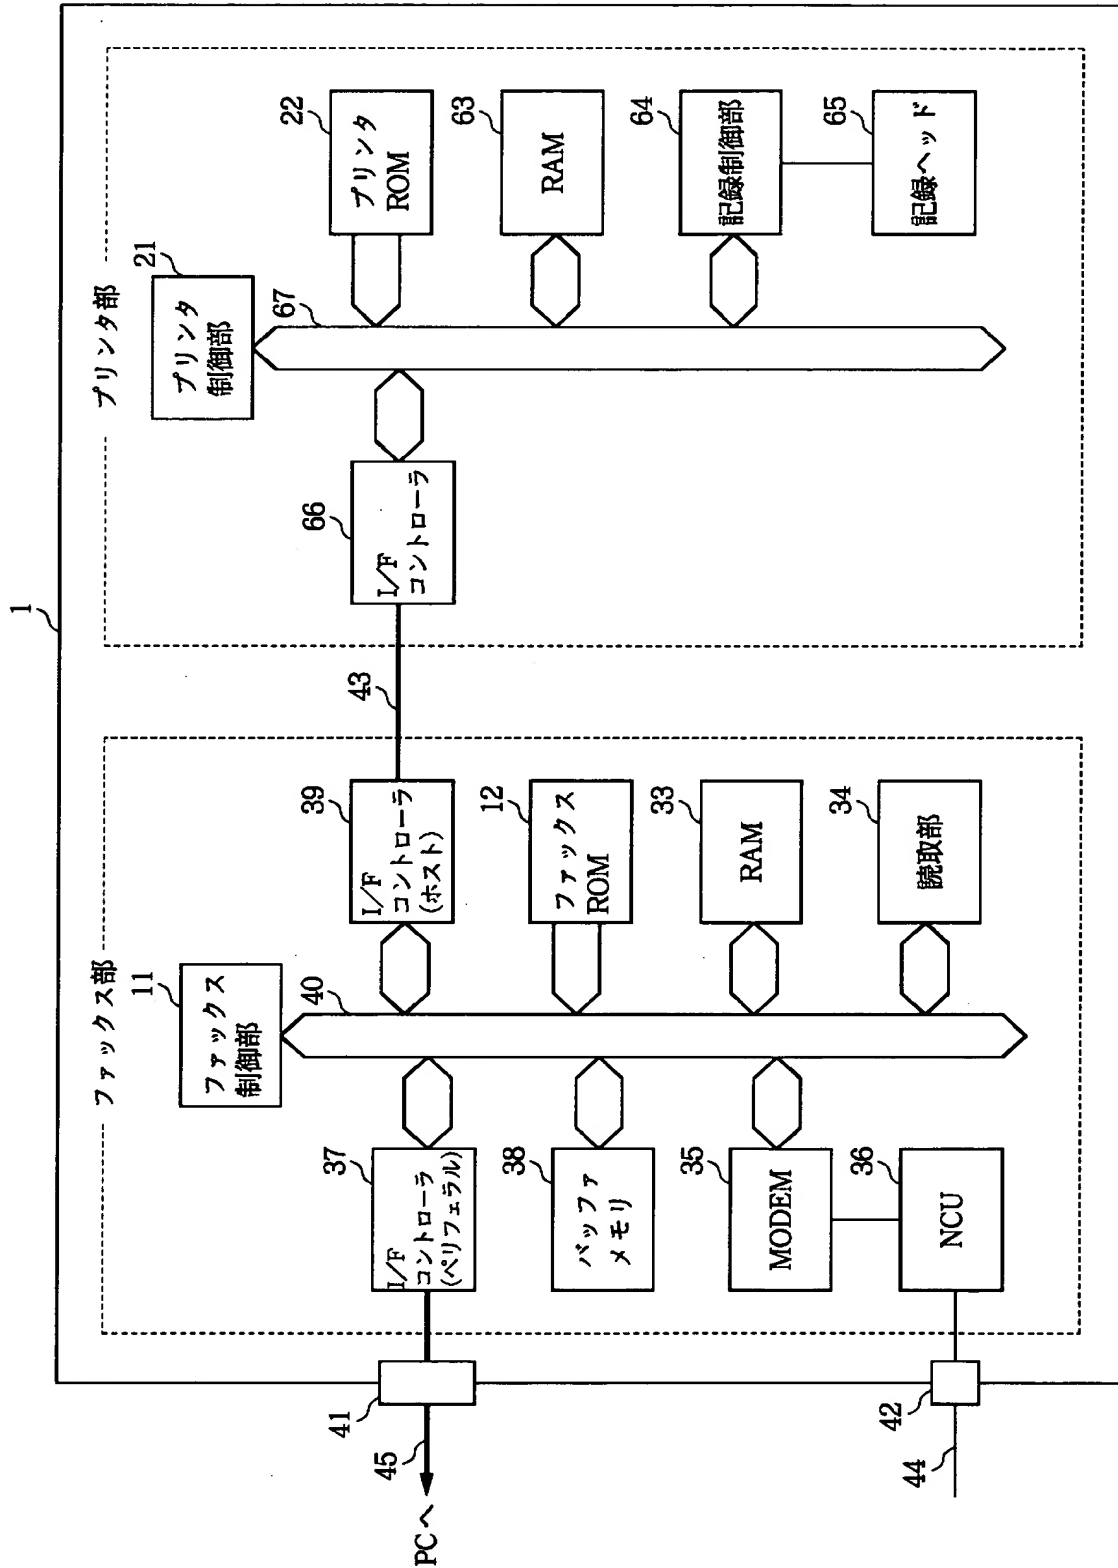 1
ファックス部
プリンタ部
11
ファックス
制御部
21
プリンタ
制御部
37
I/F
コントローラ
(ペリフェラル)
40
39
I/F
コントローラ
(ホスト)
43
66
I/F
コントローラ
67
22
プリンタ
ROM
41
45
PCへ
38
バッファ
メモリ
12
ファックス
ROM
63
RAM
35
MODEM
33
RAM
64
記録制御部
36
NCU
34
読取部
65
記録ヘッド
42
44